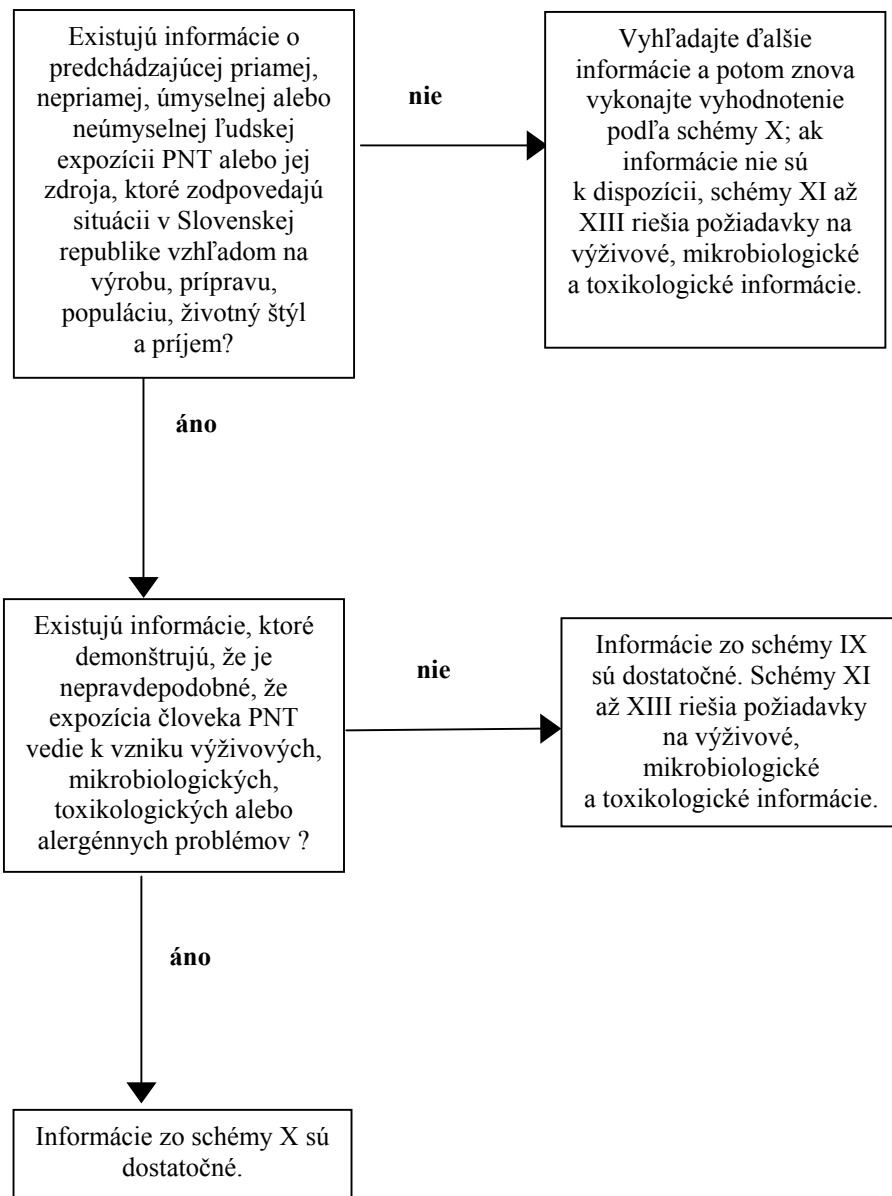 Existujú informácie o
predchádzajúcej priamej,
nepriamej, úmyselnej alebo
neúmyselnej ľudskej
expozícii PNT alebo jej
zdroja, ktoré zodpovedajú
situácii v Slovenskej
republike vzhľadom na
výrobu, prípravu,
populáciu, životný štýl
a príjem?
nie
Vyhľadajte ďalšie
informácie a potom znova
vykonajte vyhodnotenie
podľa schémy X; ak
informácie nie sú
k dispozícii, schémy XI až
XIII riešia požiadavky na
výživové, mikrobiologické
a toxikologické informácie.
áno
Existujú informácie, ktoré
demonštrujú, že je
nepravdepodobné, že
expozícia človeka PNT
vedie k vzniku výživových,
mikrobiologických,
toxikologických alebo
alergénnych problémov ?
nie
Informácie zo schémy IX
sú dostatočné. Schémy XI
až XIII riešia požiadavky
na výživové,
mikrobiologické
a toxikologické informácie.
áno
Informácie zo schémy X sú
dostatočné.